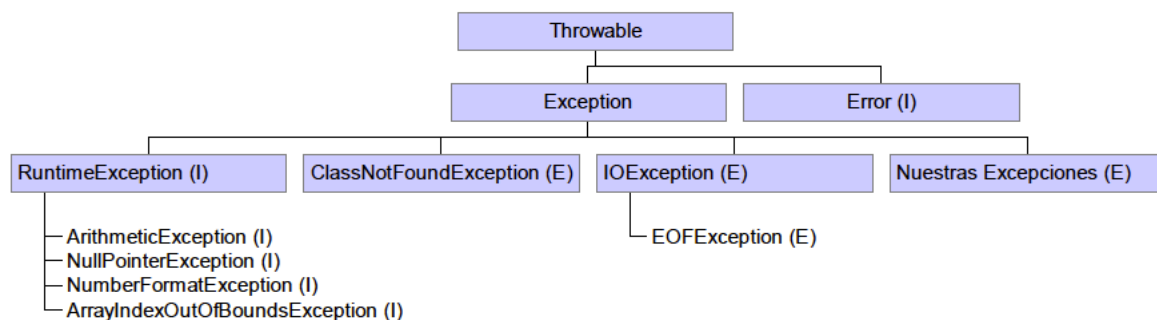 Throwable
Exception
Error (I)
RuntimeException (I)
ClassNotFoundException (E)
IOException (E)
Nuestras Excepciones (E)
ArithmeticException (I)
NullPointerException (I)
NumberFormatException (I)
ArrayIndexOutOfBoundsException (I)
EOFException (E)